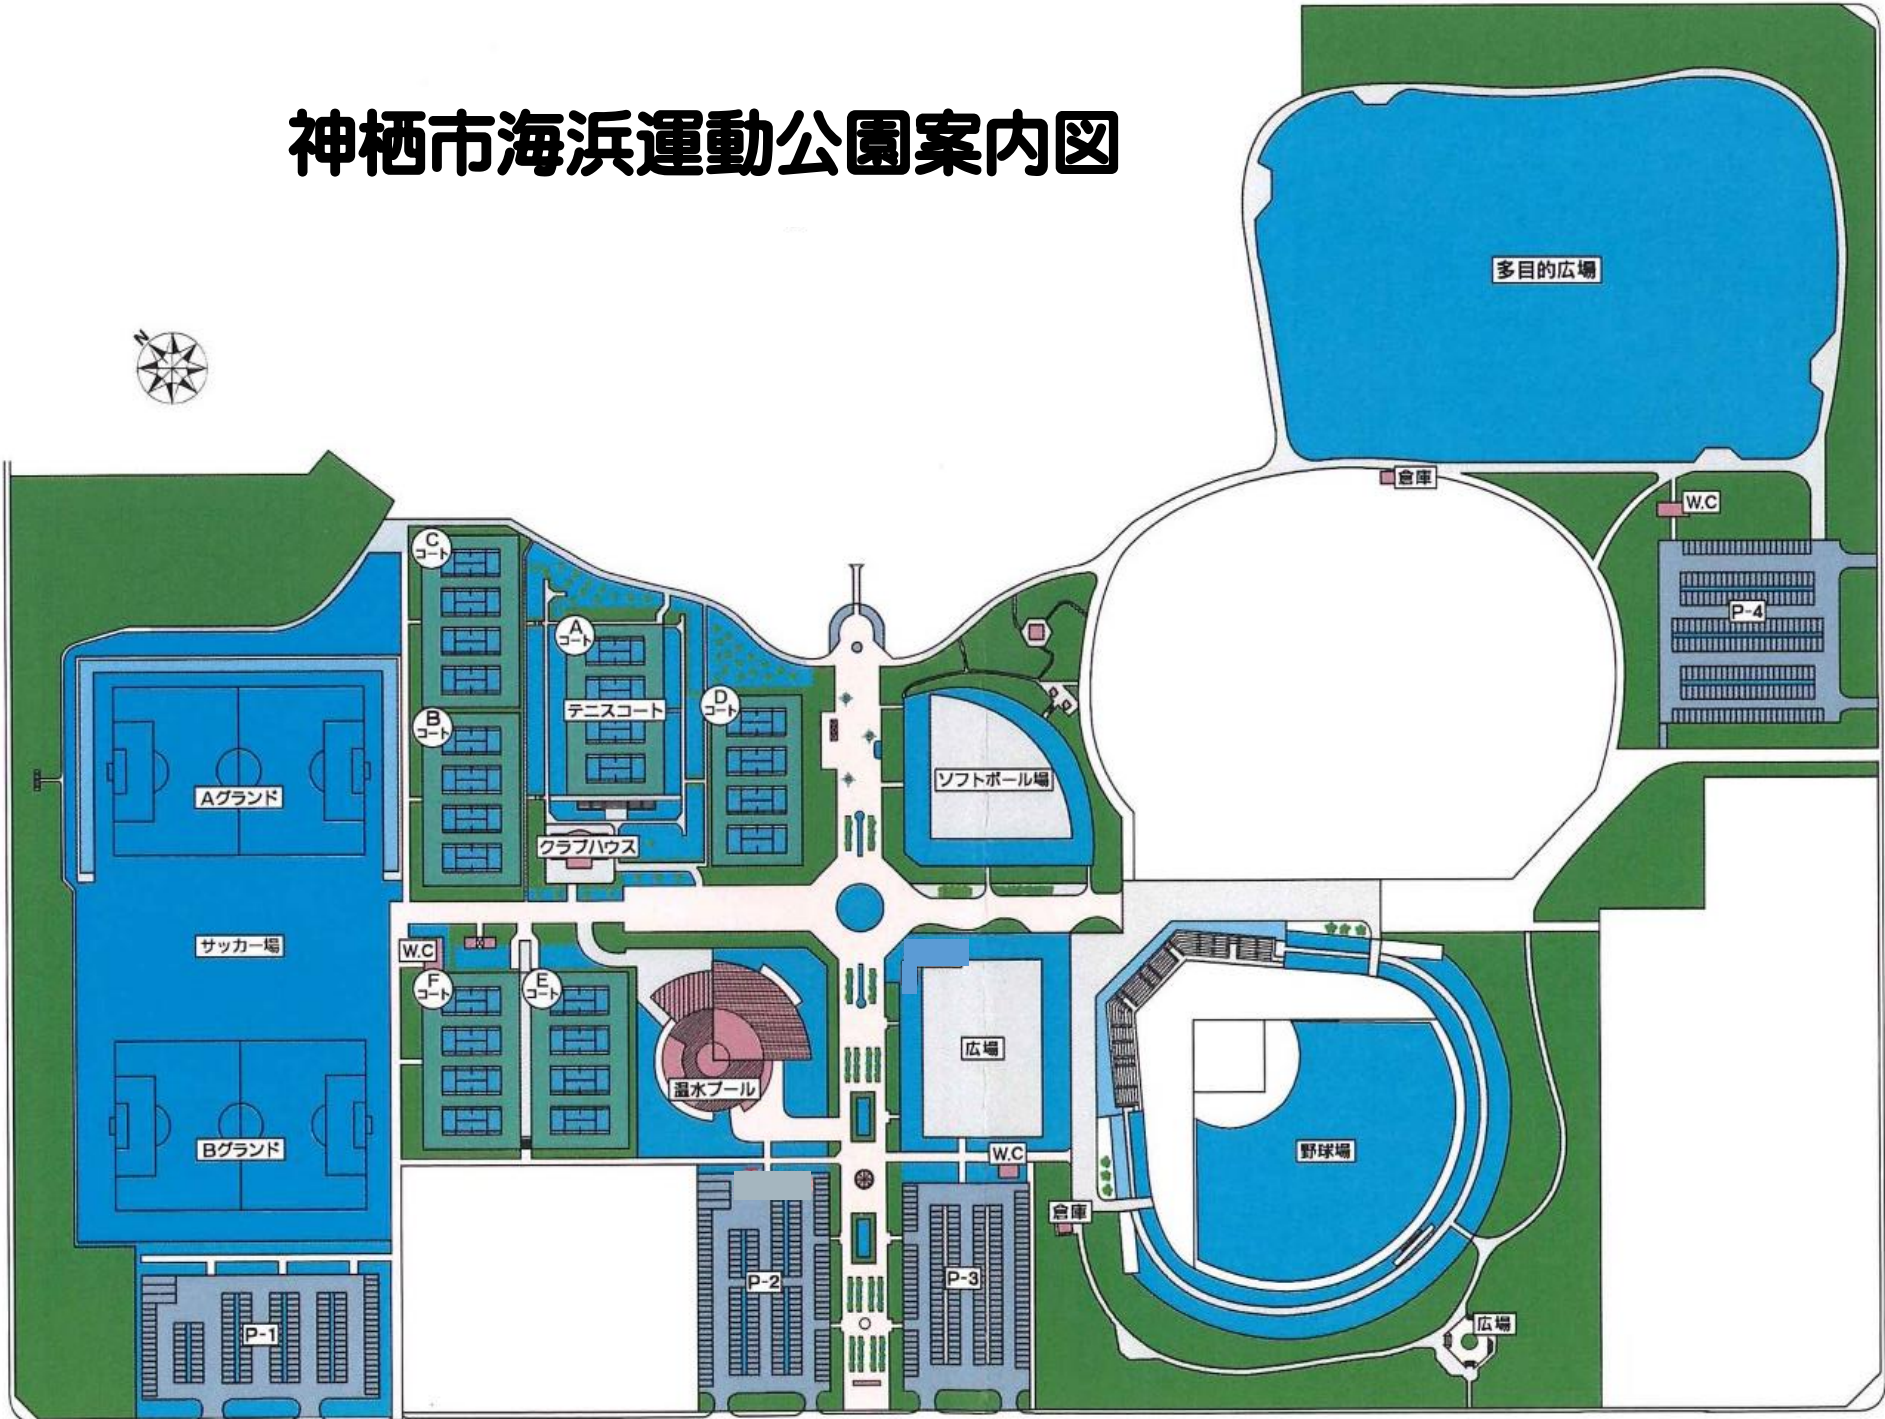 神栖市海浜運動公園案内図
多目的広場
N
倉庫
W.C
C
コート
P-4
A
コート
D
コート
テニスコート
B
コート
ソフトボール場
Aグランド
クラブハウス
サッカー場
W.C
F
コート
E
コート
広場
温水プール
Bグランド
野球場
W.C
倉庫
P-2
P-3
広場
P-1